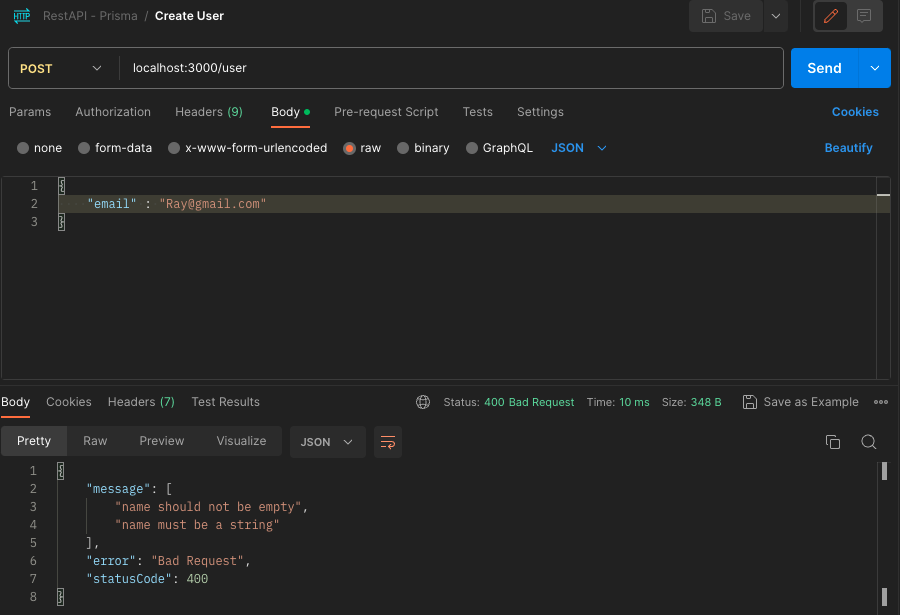 HTTP RestAPI - Prisma / Create User Save
POST localhost:3000/user Send
Params Authorization Headers (9) Body Pre-request Script Tests Settings Cookies
none form-data x-www-form-urlencoded raw binary GraphQL JSON Beautify
1 {
2 "email" : "Ray@gmail.com"
3 }
Body Cookies Headers (7) Test Results Status: 400 Bad Request Time: 10 ms Size: 348 B Save as Example
Pretty Raw Preview Visualize JSON
1 {
2 "message": [
3 "name should not be empty",
4 "name must be a string"
5 ],
6 "error": "Bad Request",
7 "statusCode": 400
8 }